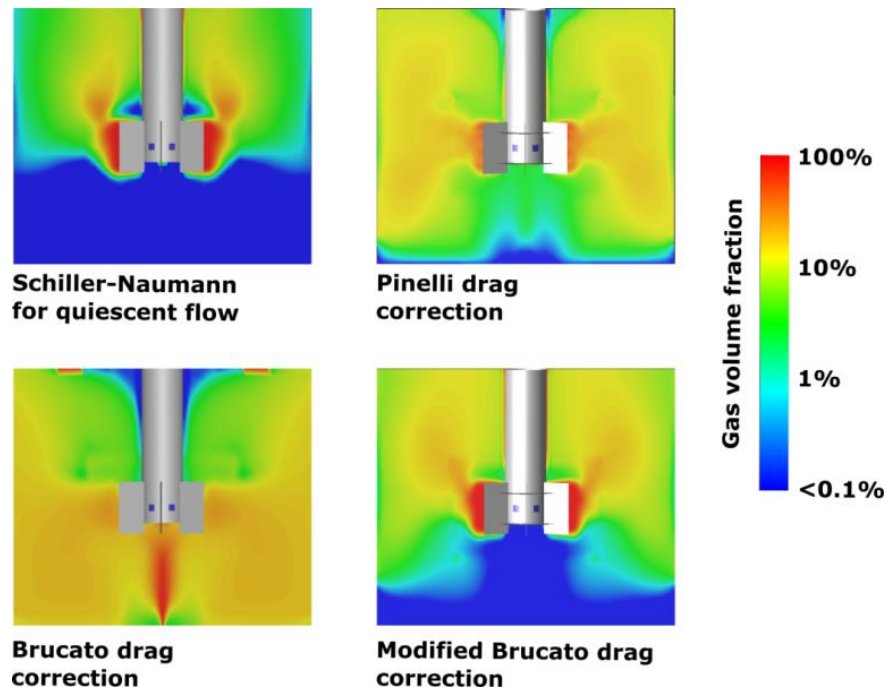 Schiller-Naumann
for quiescent flow
Pinelli drag
correction
Brucato drag
correction
Modified Brucato drag
correction
Gas volume fraction
100%
10%
1%
<0.1%